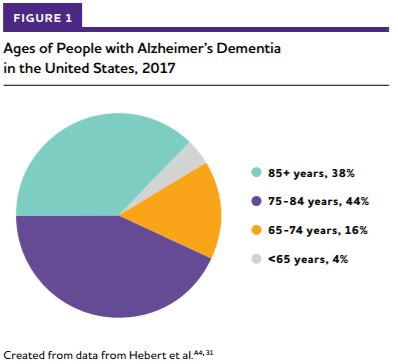 FIGURE 1
Ages of People with Alzheimer's Dementia
in the United States, 2017
85+ years, 38%
75-84 years, 44%
65-74 years, 16%
<65 years, 4%
Created from data from Hebert et al.A4, 31